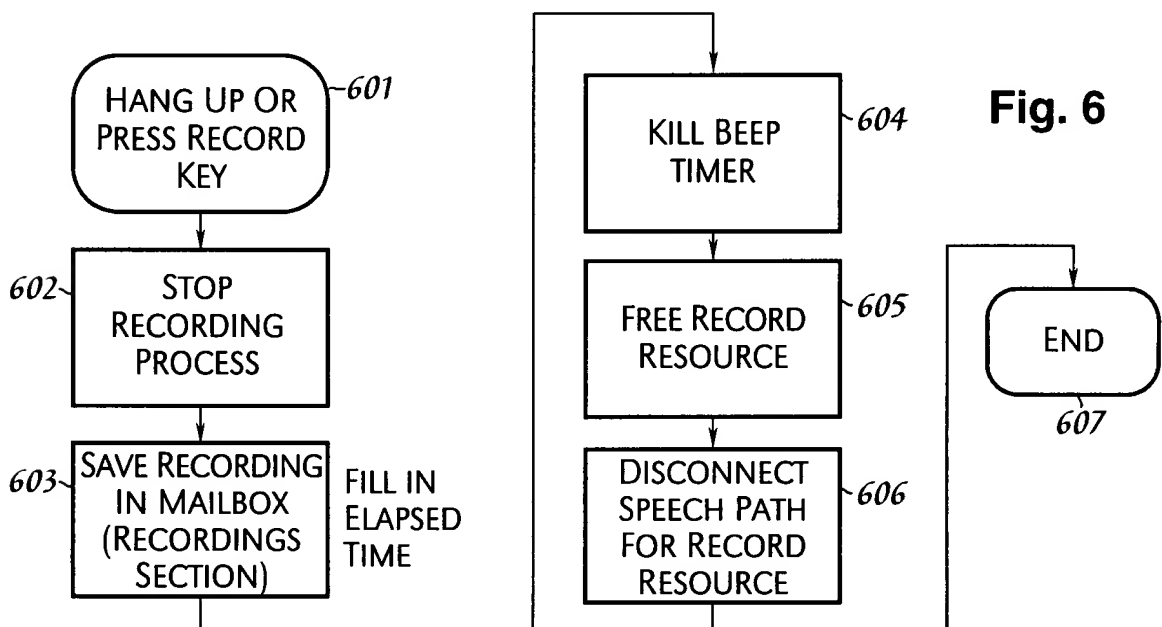 601
HANG UP OR
PRESS RECORD
KEY
602
STOP
RECORDING
PROCESS
603
SAVE RECORDING
IN MAILBOX
(RECORDINGS
SECTION)
FILL IN
ELAPSED
TIME
604
KILL BEEP
TIMER
605
FREE RECORD
RESOURCE
606
DISCONNECT
SPEECH PATH
FOR RECORD
RESOURCE
Fig. 6
END
607